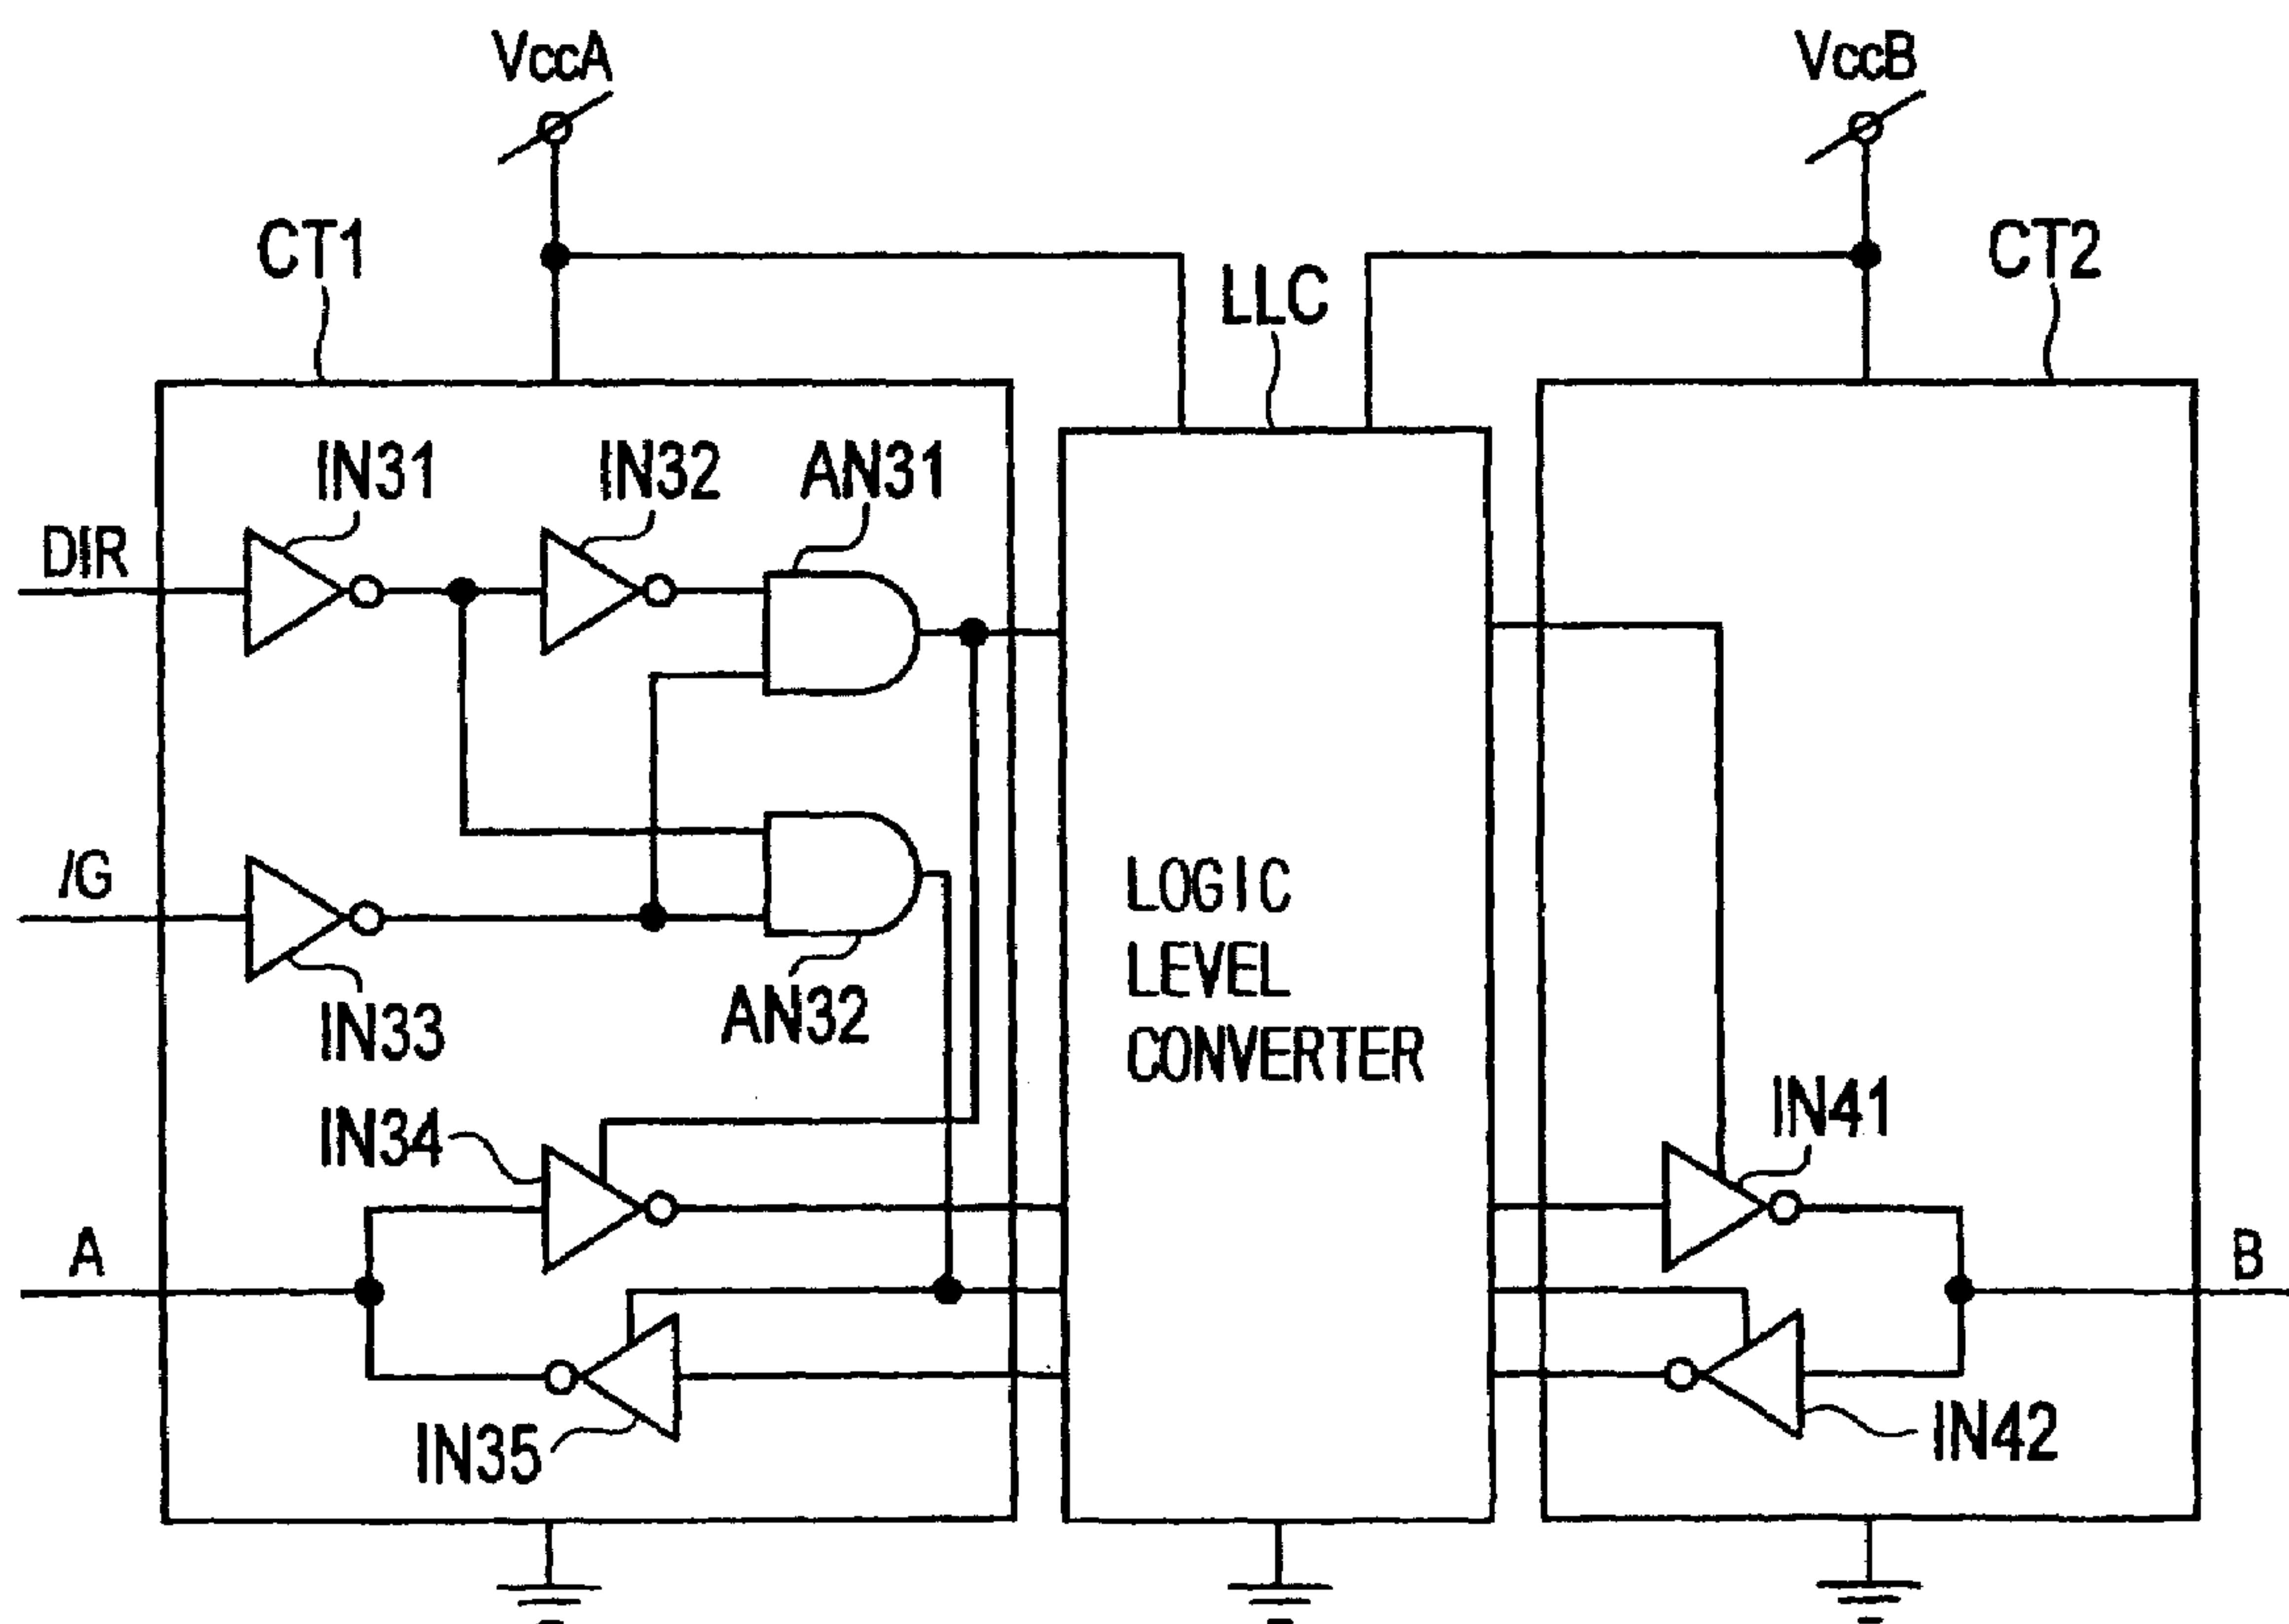 VccA
VccB
CT1
LLC
CT2
IN31
IN32
AN31
DIR
/G
IN33
AN32
LOGIC
LEVEL
CONVERTER
IN34
IN41
A
B
IN35
IN42